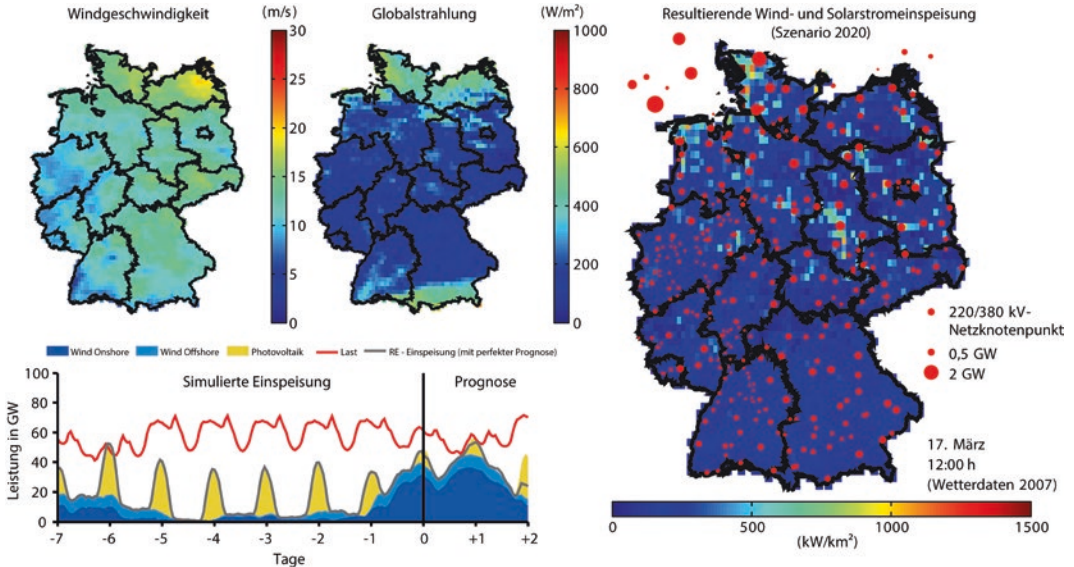 Windgeschwindigkeit
(m/s)
30
25
20
15
10
5
0
Globalstrahlung
(W/m²)
1000
800
600
400
200
0
Resultierende Wind- und Solarstromeinspeisung
(Szenario 2020)
220/380 kV-
Netzknotenpunkt
0,5 GW
2 GW
17. März
12:00 h
(Wetterdaten 2007)
0 500 1000 1500
(kW/km²)
Wind Onshore Wind Offshore Photovoltaik Last RE - Einspeisung (mit perfekter Prognose)
Simulierte Einspeisung Prognose
Leistung in GW
100
80
60
40
20
0
-7 -6 -5 -4 -3 -2 -1 0 +1 +2
Tage